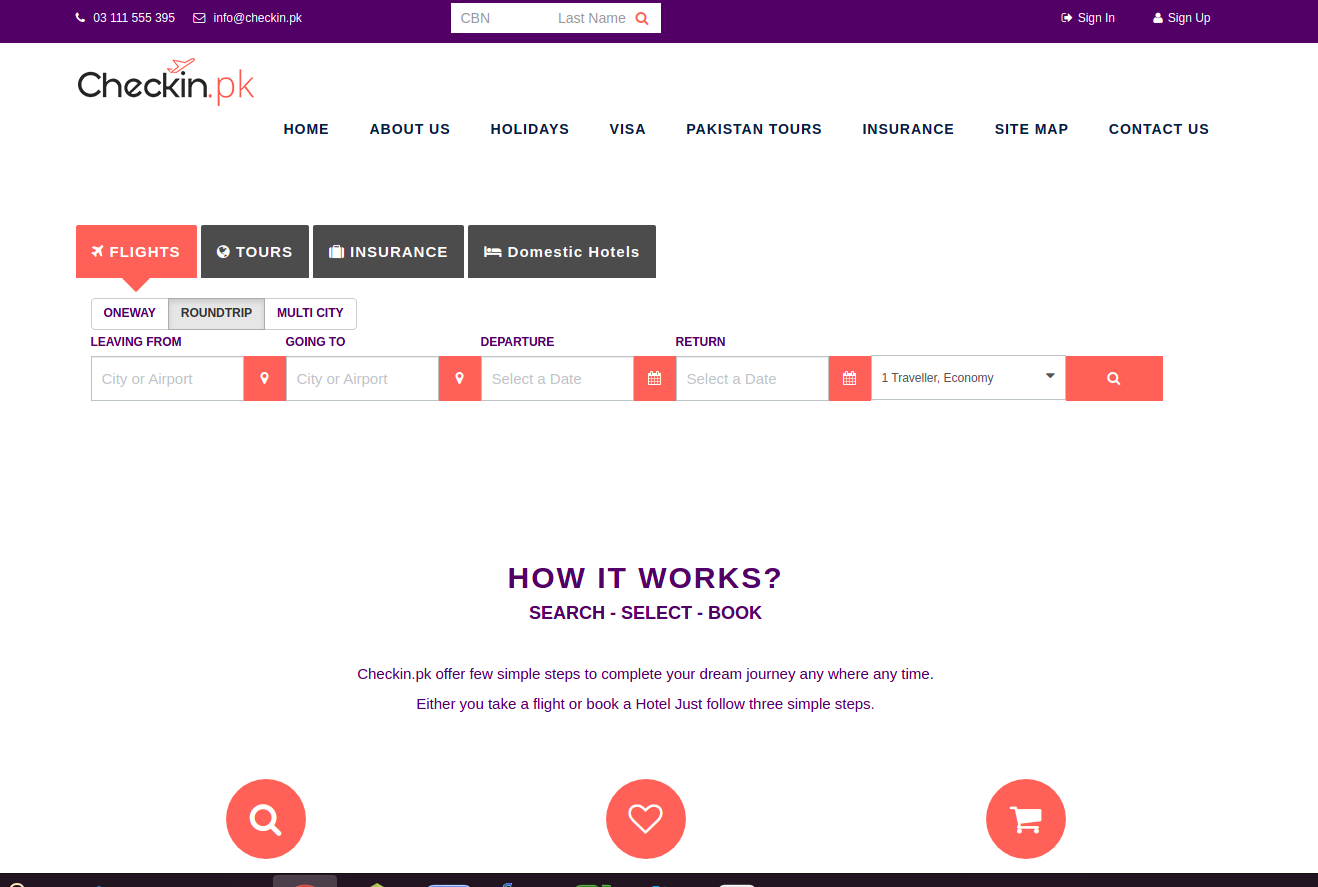 03 111 555 395 info@checkin.pk CBN Last Name Sign In Sign Up
Checkin.pk
HOME ABOUT US HOLIDAYS VISA PAKISTAN TOURS INSURANCE SITE MAP CONTACT US
FLIGHTS TOURS INSURANCE Domestic Hotels
ONEWAY ROUNDTRIP MULTI CITY
LEAVING FROM GOING TO DEPARTURE RETURN
City or Airport City or Airport Select a Date Select a Date 1 Traveller, Economy
HOW IT WORKS?
SEARCH - SELECT - BOOK
Checkin.pk offer few simple steps to complete your dream journey any where any time.
Either you take a flight or book a Hotel Just follow three simple steps.